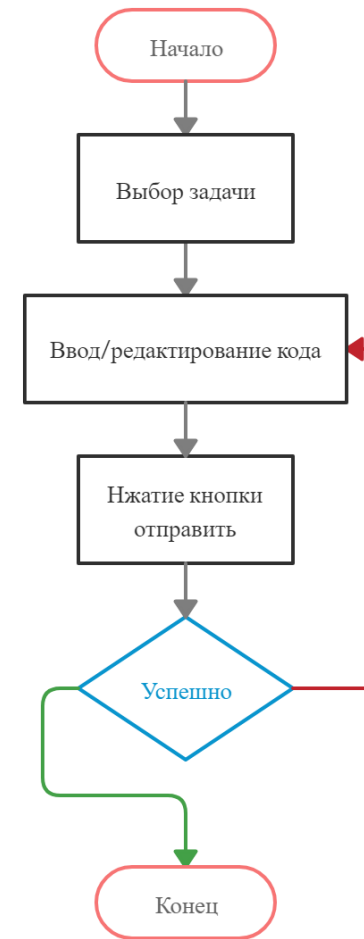 Начало
Выбор задачи
Ввод/редактирование кода
Нжатие кнопки
отправить
Успешно
Конец